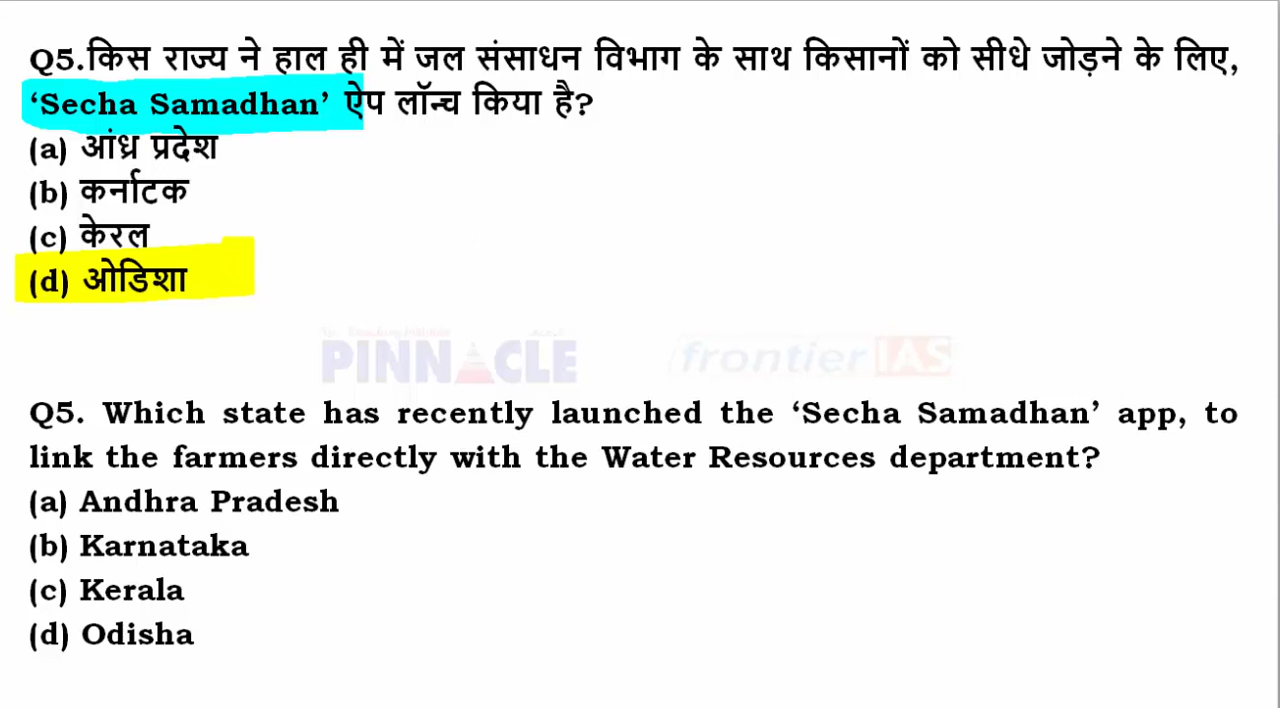 Q5.किस राज्य ने हाल ही में जल संसाधन विभाग के साथ किसानों को सीधे जोड़ने के लिए,
‘Secha Samadhan’ ऐप लॉन्च किया है?
(a) आंध्र प्रदेश
(b) कर्नाटक
(c) केरल
(d) ओडिशा
PINNACLE frontier IAS
Q5. Which state has recently launched the ‘Secha Samadhan’ app, to
link the farmers directly with the Water Resources department?
(a) Andhra Pradesh
(b) Karnataka
(c) Kerala
(d) Odisha